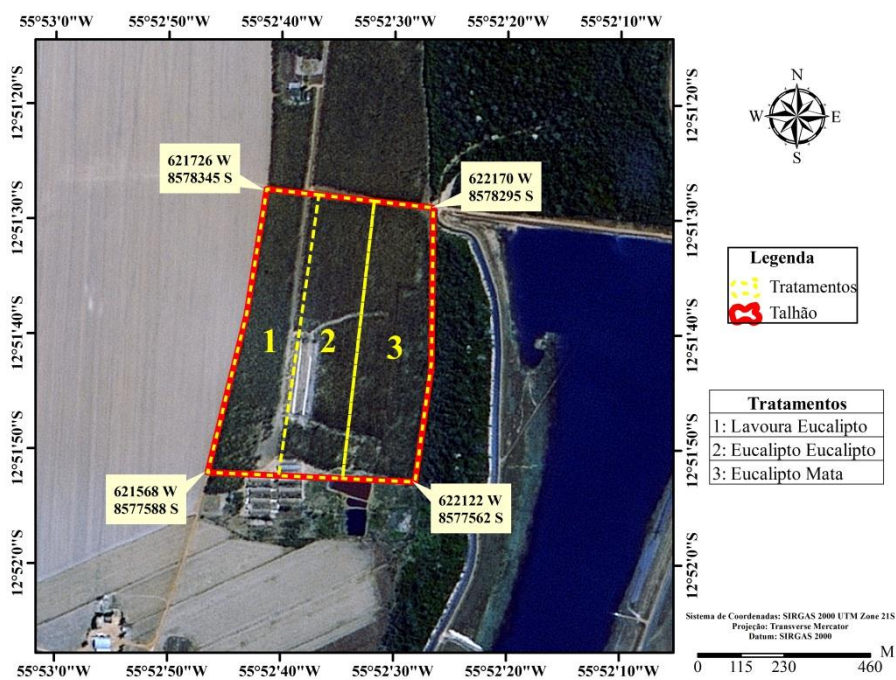 55°53'0"W 55°52'50"W 55°52'40"W 55°52'30"W 55°52'20"W 55°52'10"W
12°51'20"S 12°51'20"S
12°51'30"S 12°51'30"S
12°51'40"S 12°51'40"S
12°51'50"S 12°51'50"S
12°52'0"S 12°52'0"S
621726 W
8578345 S
622170 W
8578295 S
1 2 3
621568 W
8577588 S
622122 W
8577562 S
55°53'0"W 55°52'50"W 55°52'40"W 55°52'30"W 55°52'20"W 55°52'10"W
N
W E
S
Legenda
Tratamentos
Talhão
Tratamentos
1: Lavoura Eucalipto
2: Eucalipto Eucalipto
3: Eucalipto Mata
Sistema de Coordenadas: SIRGAS 2000 UTM Zone 21S
Projeção: Transverse Mercator
Datum: SIRGAS 2000
M
0 115 230 460